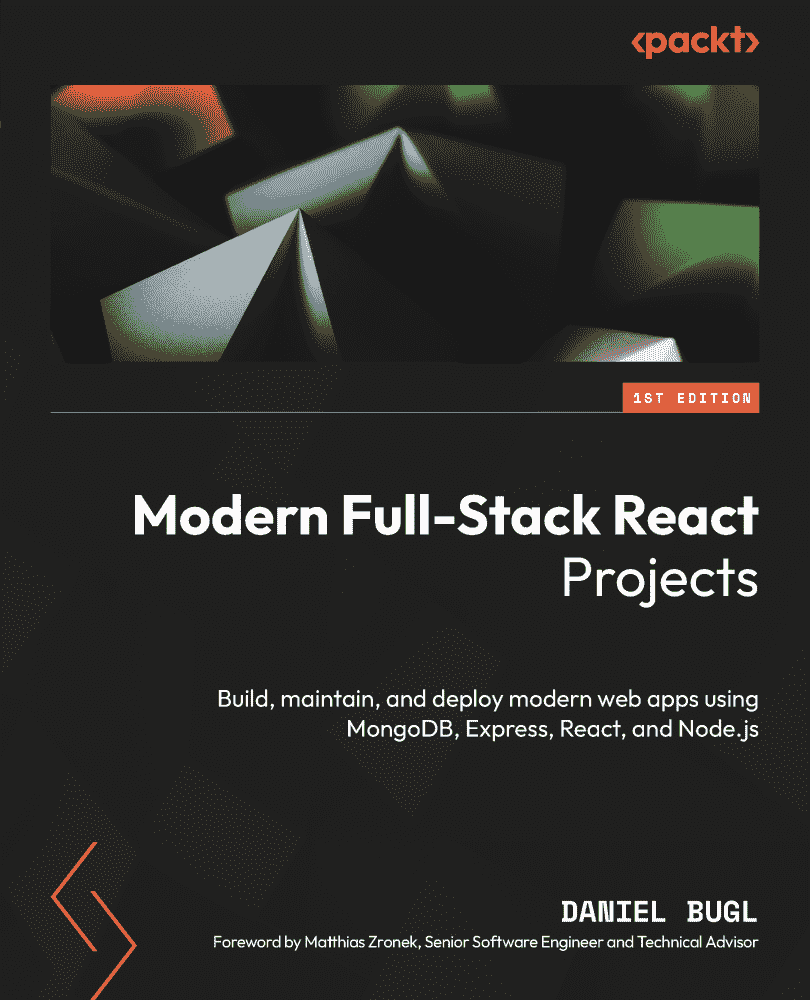 <packt>
1ST EDITION
Modern Full-Stack React
Projects
Build, maintain, and deploy modern web apps using
MongoDB, Express, React, and Node.js
DANIEL BUGL
Foreword by Matthias Zronek, Senior Software Engineer and Technical Advisor